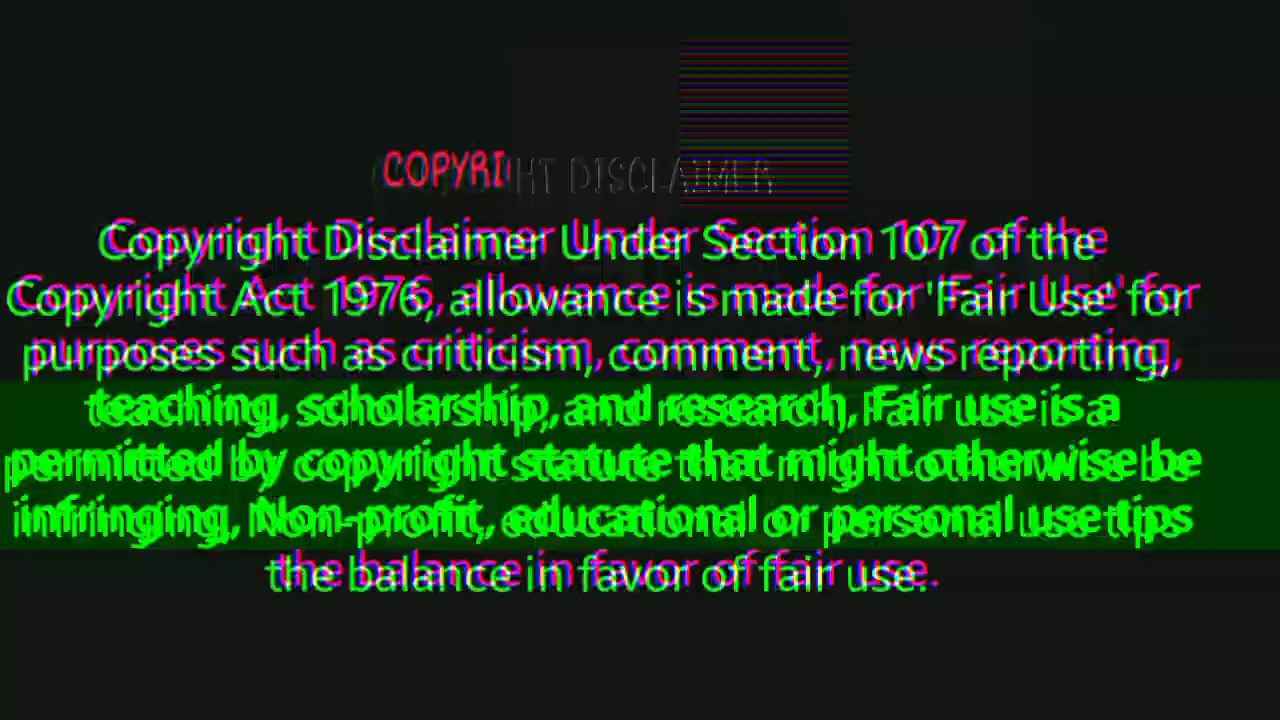 COPYRIGHT DISCLAIMER
Copyright Disclaimer Under Section 107 of the
Copyright Act 1976, allowance is made for 'Fair Use' for
purposes such as criticism, comment, news reporting,
teaching, scholarship, and research, Fair use is a
permitted by copyright statute that might otherwise be
infringing, Non-profit, educational or personal use tips
the balance in favor of fair use.